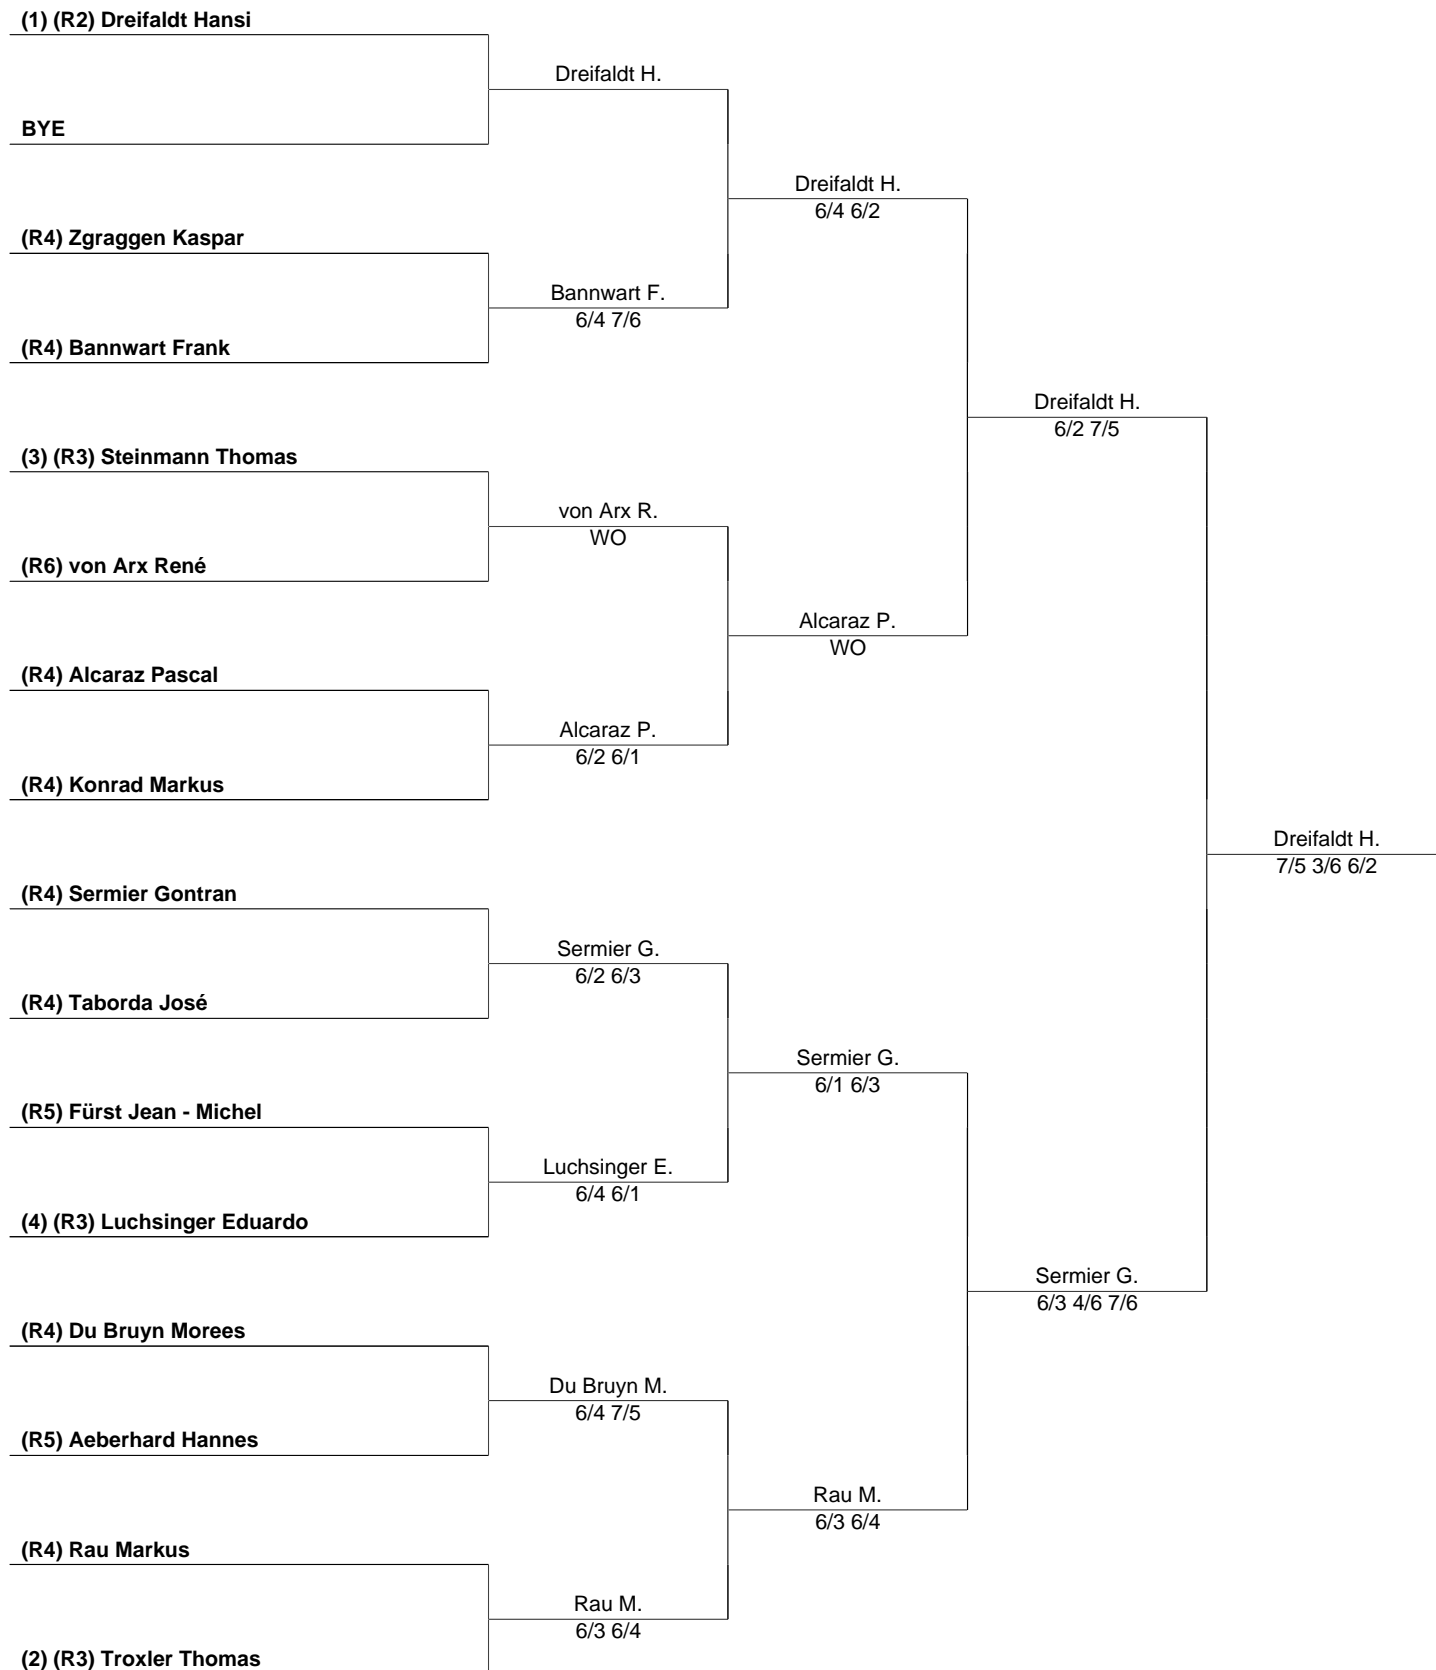 (1) (R2) Dreifaldt Hansi
Dreifaldt H.
BYE
Dreifaldt H.
6/4 6/2
(R4) Zgraggen Kaspar
Bannwart F.
6/4 7/6
(R4) Bannwart Frank
Dreifaldt H.
6/2 7/5
(3) (R3) Steinmann Thomas
von Arx R.
WO
(R6) von Arx René
Alcaraz P.
WO
(R4) Alcaraz Pascal
Alcaraz P.
6/2 6/1
(R4) Konrad Markus
Dreifaldt H.
7/5 3/6 6/2
(R4) Sermier Gontran
Sermier G.
6/2 6/3
(R4) Taborda José
Sermier G.
6/1 6/3
(R5) Fürst Jean - Michel
Luchsinger E.
6/4 6/1
(4) (R3) Luchsinger Eduardo
Sermier G.
6/3 4/6 7/6
(R4) Du Bruyn Morees
Du Bruyn M.
6/4 7/5
(R5) Aeberhard Hannes
Rau M.
6/3 6/4
(R4) Rau Markus
Rau M.
6/3 6/4
(2) (R3) Troxler Thomas